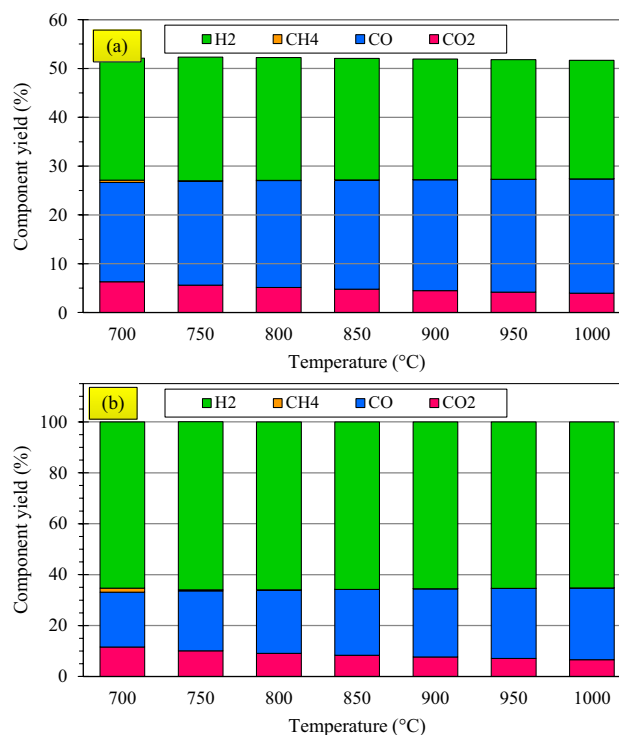 (a)
H2 CH4 CO CO2
Component yield (%)
60
50
40
30
20
10
0
700 750 800 850 900 950 1000
Temperature (°C)
(b)
H2 CH4 CO CO2
Component yield (%)
100
80
60
40
20
0
700 750 800 850 900 950 1000
Temperature (°C)